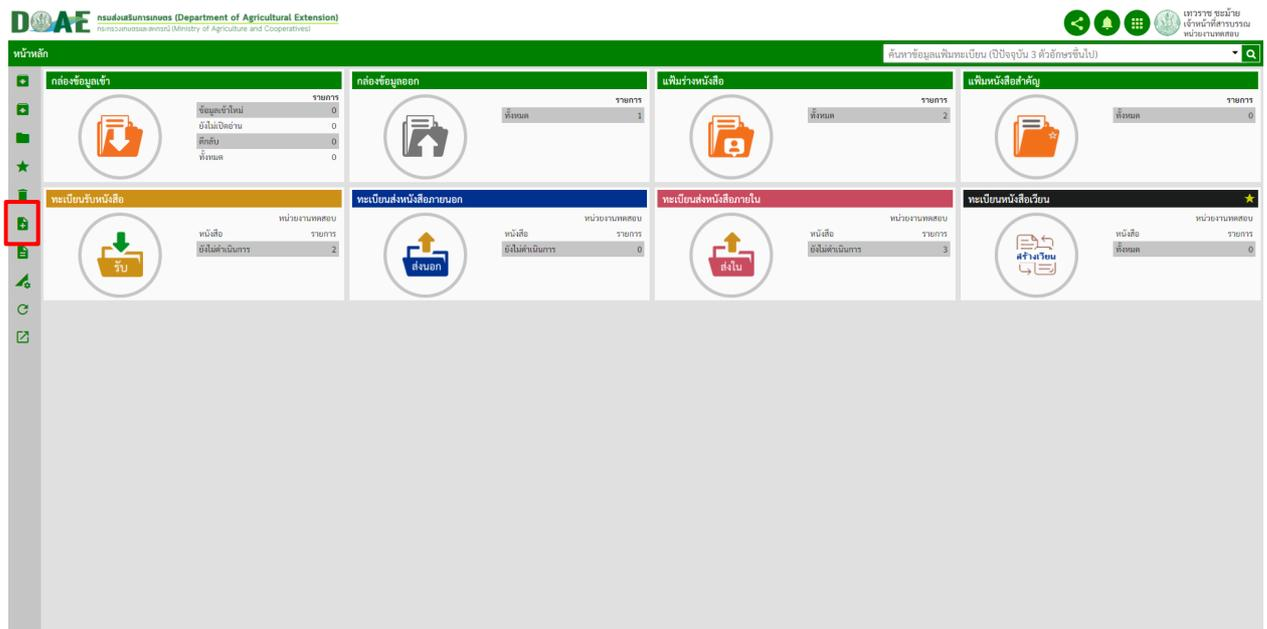 DOAE กรมส่งเสริมการเกษตร (Department of Agricultural Extension)
กระทรวงเกษตรและสหกรณ์ (Ministry of Agriculture and Cooperatives)
เทวราช ชะม้าย
เจ้าหน้าที่สารบรรณ
หน่วยงานทดสอบ
หน้าหลัก
ค้นหาข้อมูลแฟ้มทะเบียน (ปีปัจจุบัน 3 ตัวอักษรขึ้นไป)
กล่องข้อมูลเข้า
รายการ
ข้อมูลเข้าใหม่ 0
ยังไม่เปิดอ่าน 0
ตีกลับ 0
ทั้งหมด 0
กล่องข้อมูลออก
รายการ
ทั้งหมด 1
แฟ้มร่างหนังสือ
รายการ
ทั้งหมด 2
แฟ้มหนังสือสำคัญ
รายการ
ทั้งหมด 0
ทะเบียนรับหนังสือ
หน่วยงานทดสอบ
หนังสือ รายการ
ยังไม่ดำเนินการ 2
รับ
ทะเบียนส่งหนังสือภายนอก
หน่วยงานทดสอบ
หนังสือ รายการ
ยังไม่ดำเนินการ 0
ส่งนอก
ทะเบียนส่งหนังสือภายใน
หน่วยงานทดสอบ
หนังสือ รายการ
ยังไม่ดำเนินการ 3
ส่งใน
ทะเบียนหนังสือเวียน
หน่วยงานทดสอบ
หนังสือ รายการ
ทั้งหมด 0
สร้างเวียน